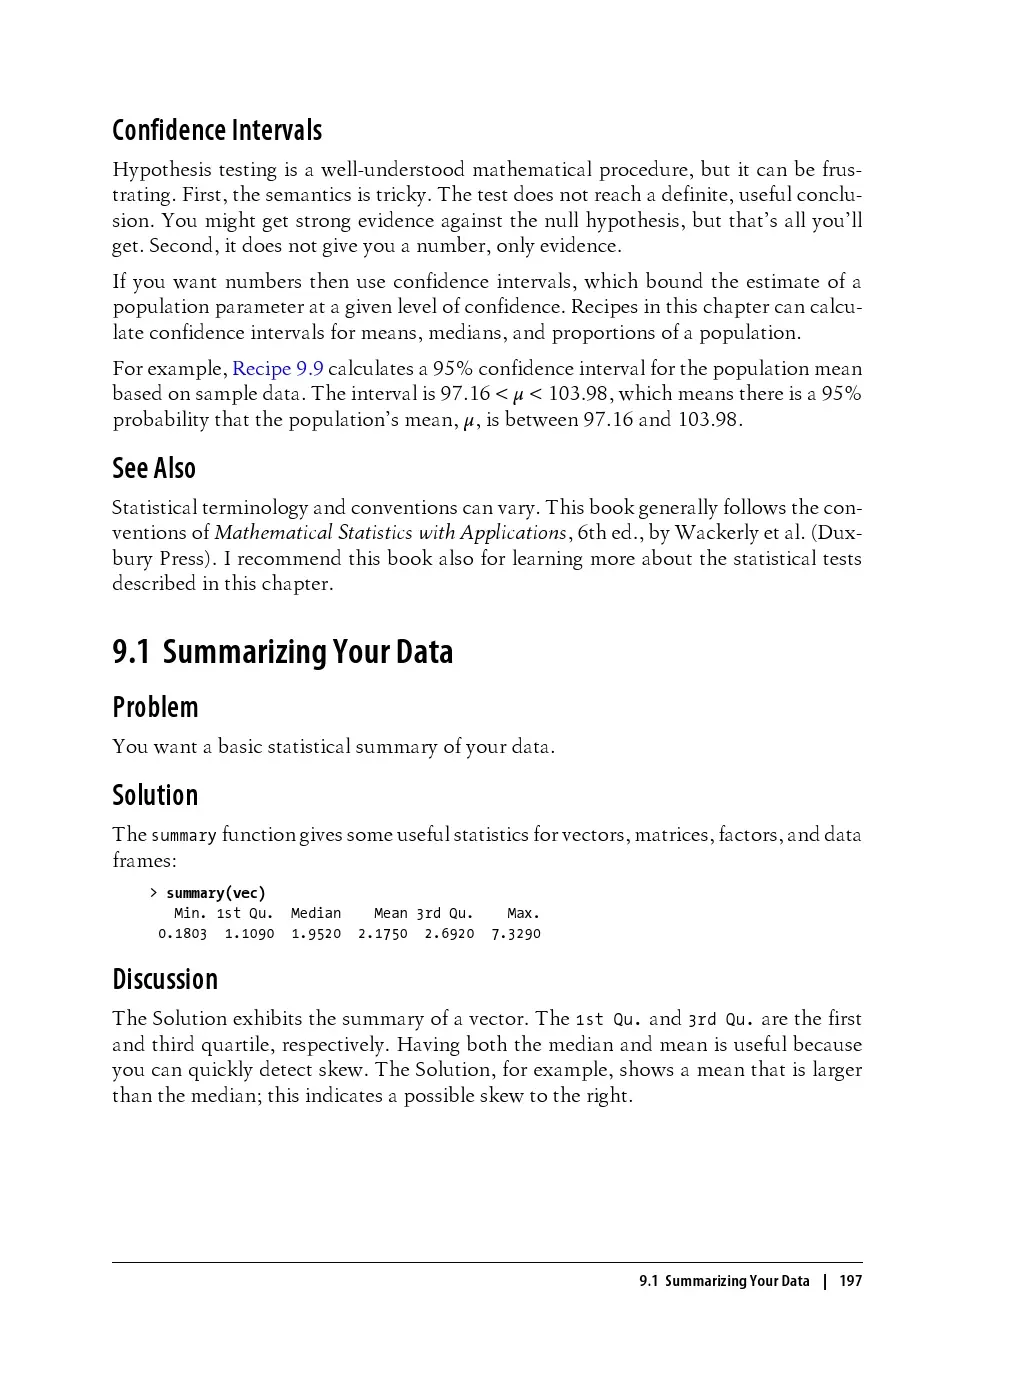 Confidence Intervals
Hypothesis testing is a well-understood mathematical procedure, but it can be frus-
trating. First, the semantics is tricky. The test does not reach a definite, useful conclu-
sion. You might get strong evidence against the null hypothesis, but that’s all you’ll
get. Second, it does not give you a number, only evidence.
If you want numbers then use confidence intervals, which bound the estimate of a
population parameter at a given level of confidence. Recipes in this chapter can calcu-
late confidence intervals for means, medians, and proportions of a population.
For example, Recipe 9.9 calculates a 95% confidence interval for the population mean
based on sample data. The interval is 97.16 < μ < 103.98, which means there is a 95%
probability that the population’s mean, μ, is between 97.16 and 103.98.
See Also
Statistical terminology and conventions can vary. This book generally follows the con-
ventions of Mathematical Statistics with Applications, 6th ed., by Wackerly et al. (Dux-
bury Press). I recommend this book also for learning more about the statistical tests
described in this chapter.
9.1 Summarizing Your Data
Problem
You want a basic statistical summary of your data.
Solution
The summary function gives some useful statistics for vectors, matrices, factors, and data
frames:
> summary(vec)
Min. 1st Qu. Median Mean 3rd Qu. Max.
0.1803 1.1090 1.9520 2.1750 2.6920 7.3290
Discussion
The Solution exhibits the summary of a vector. The 1st Qu. and 3rd Qu. are the first
and third quartile, respectively. Having both the median and mean is useful because
you can quickly detect skew. The Solution, for example, shows a mean that is larger
than the median; this indicates a possible skew to the right.
9.1 Summarizing Your Data | 197